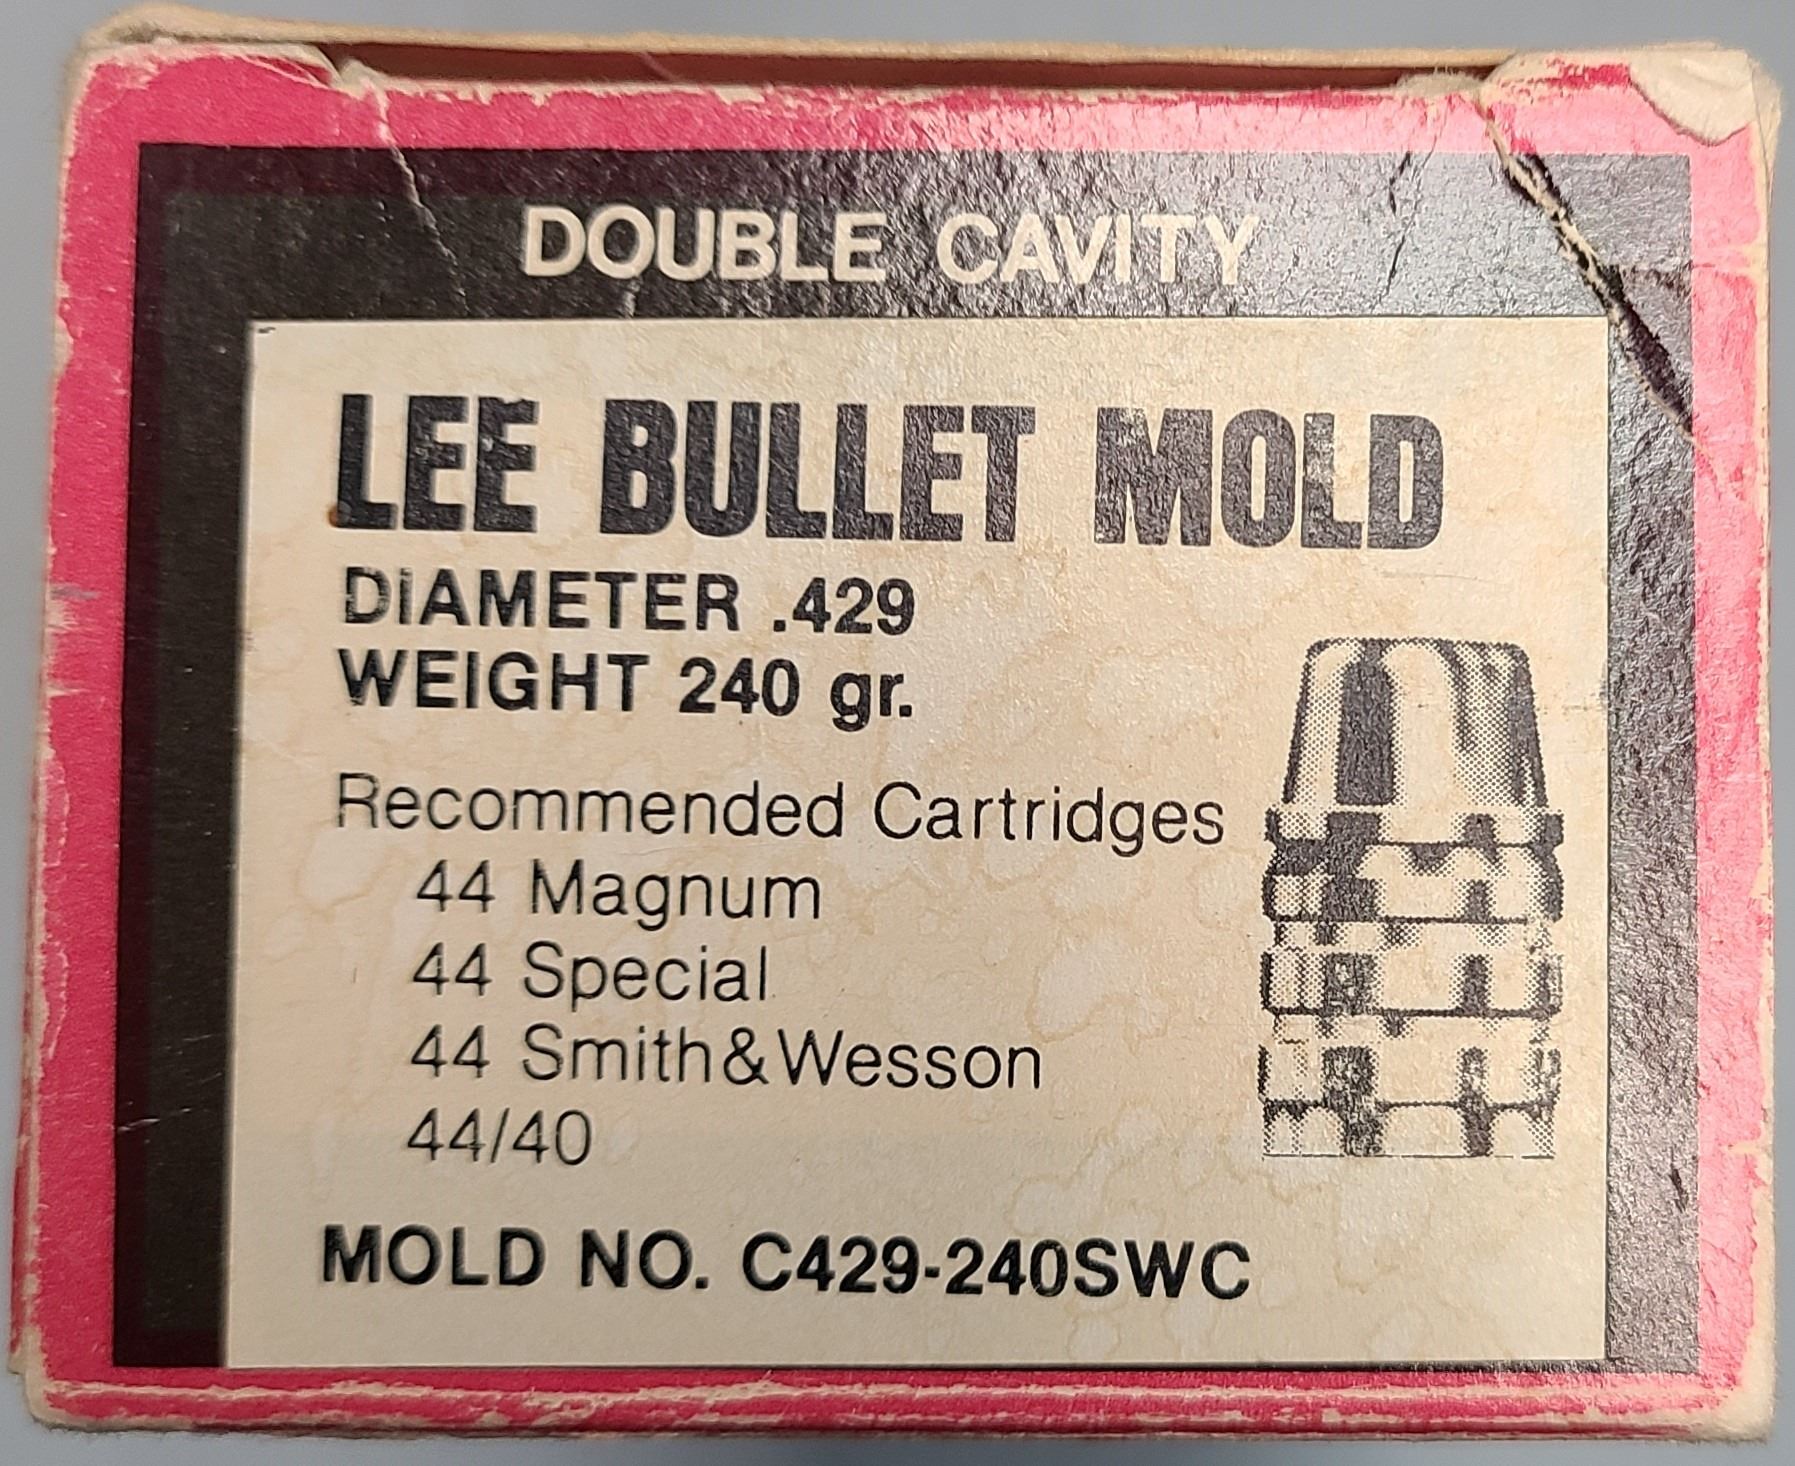 DOUBLE CAVITY
LEE BULLET MOLD
DIAMETER .429
WEIGHT 240 gr.
Recommended Cartridges
44 Magnum
44 Special
44 Smith&Wesson
44/40
MOLD NO. C429-240SWC